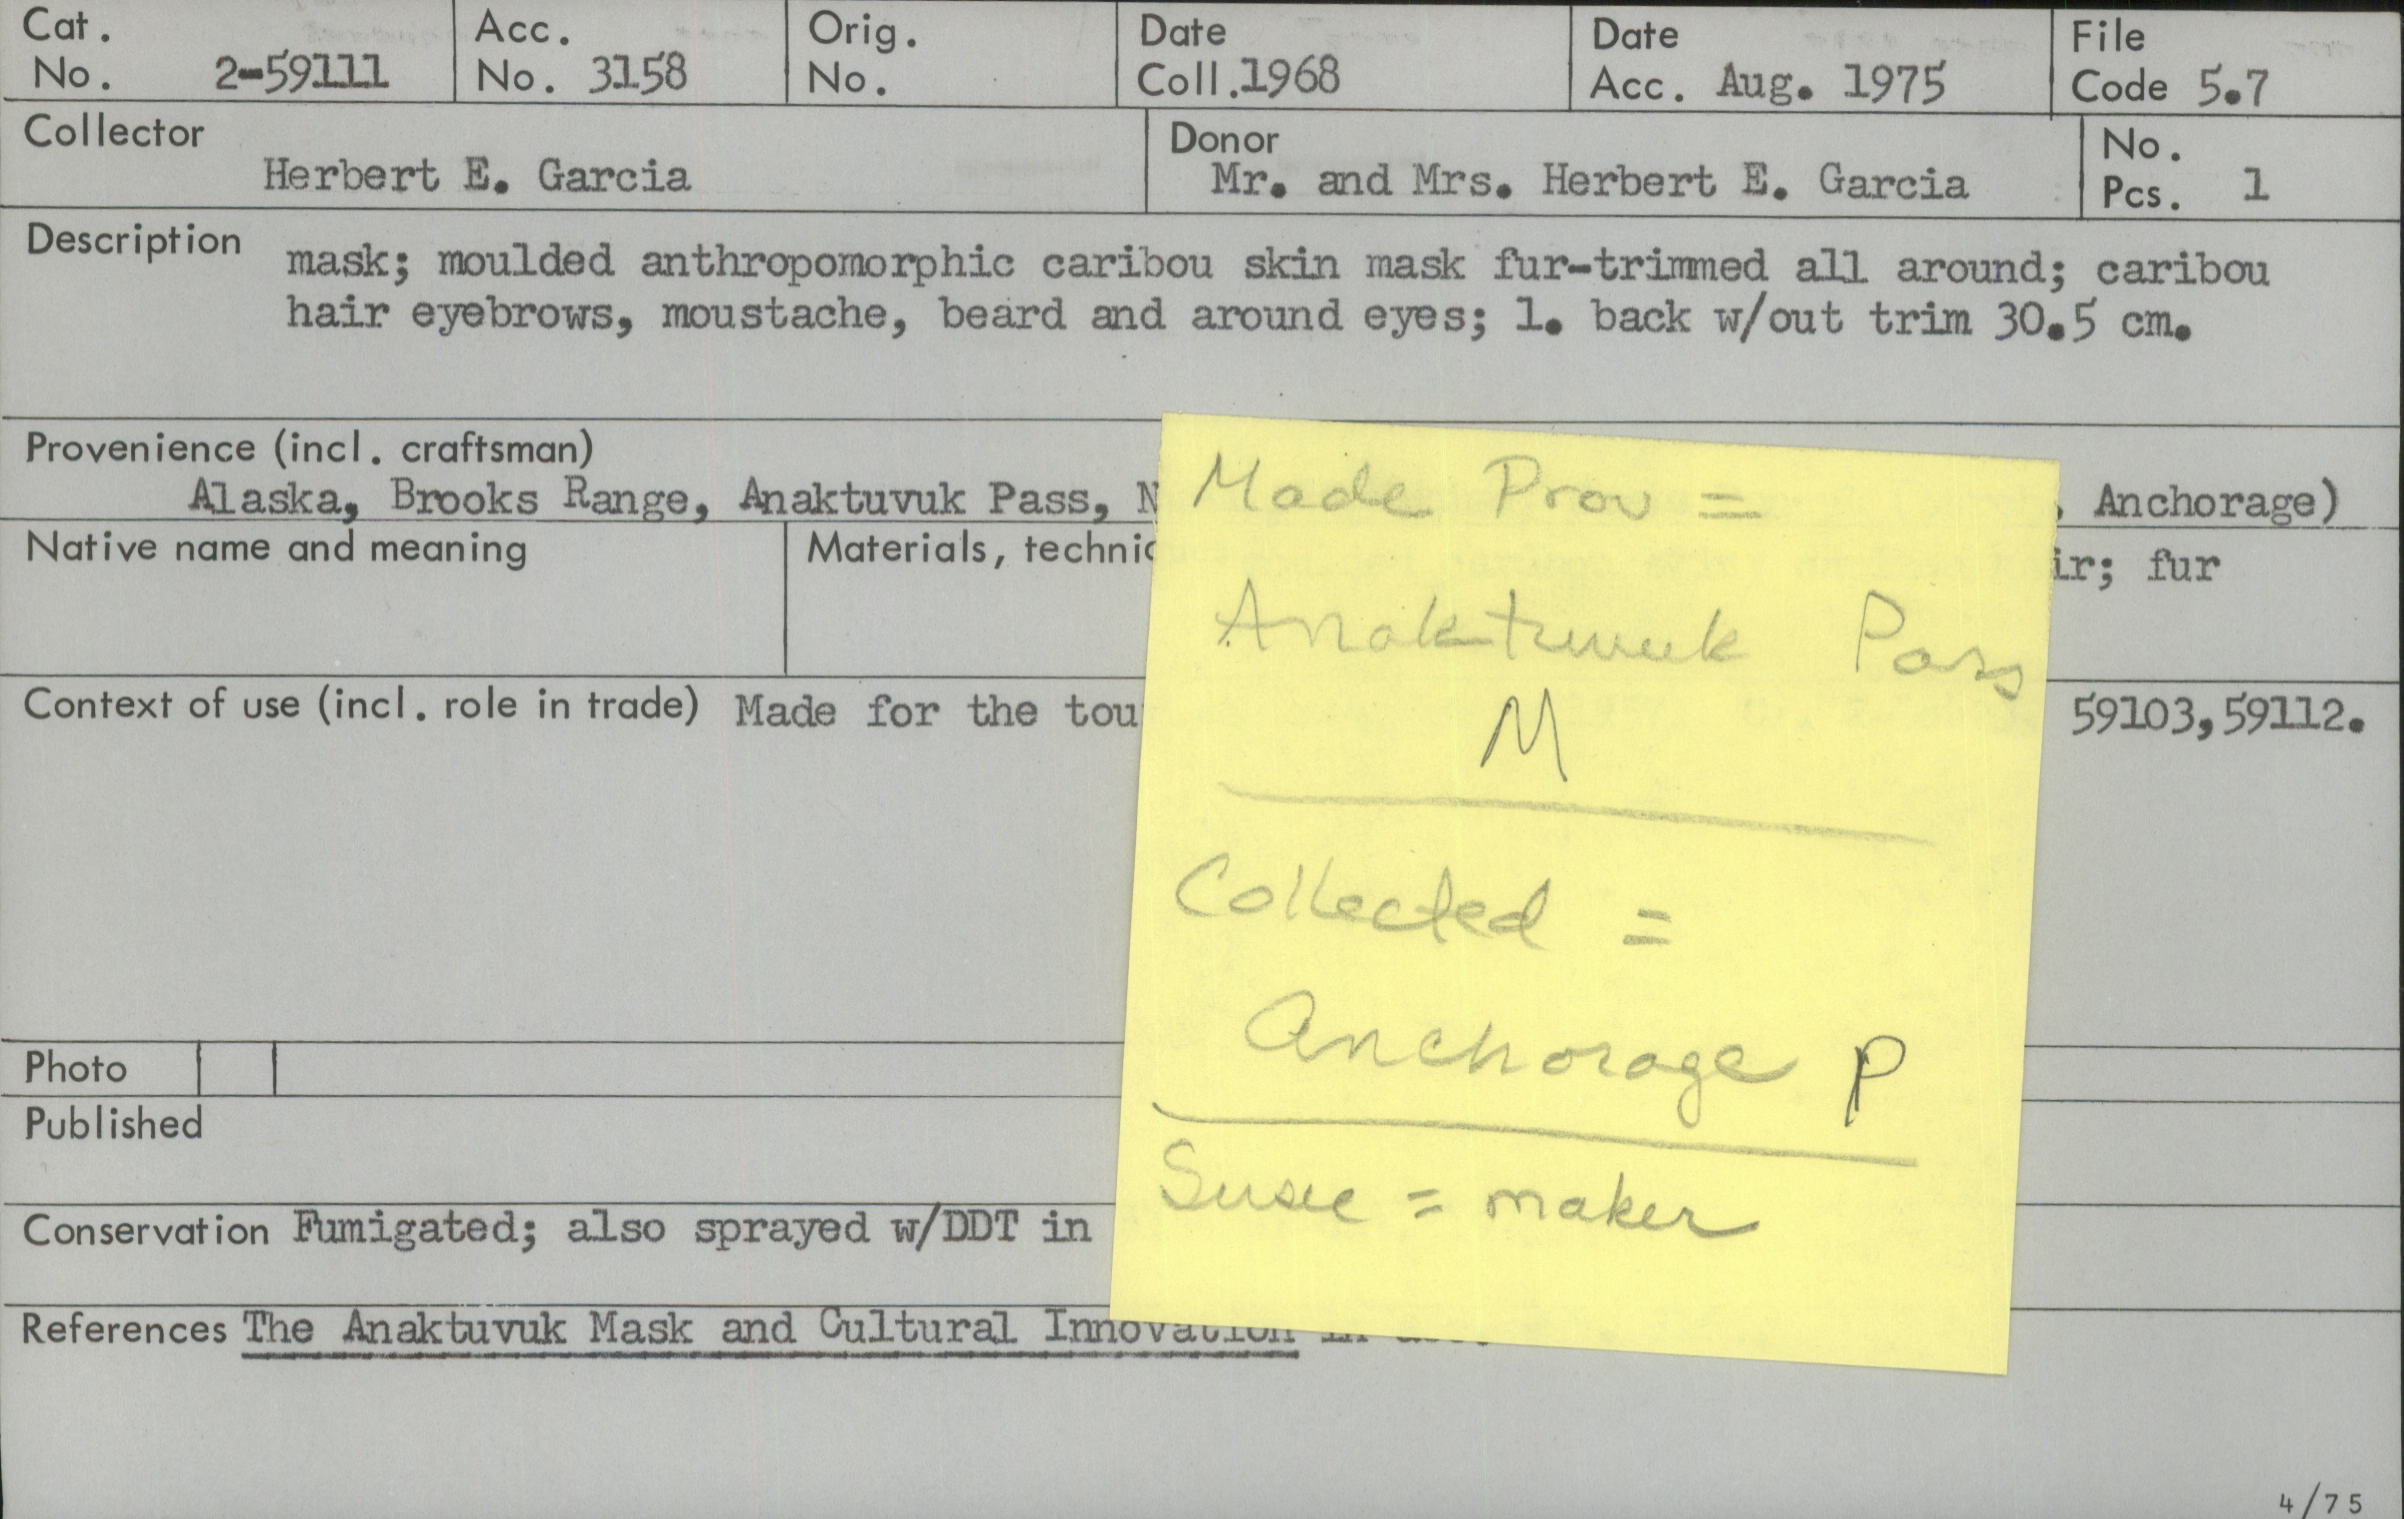 Cat. No. 2-59111
Acc. No. 3158
Orig. No.
Date Coll. 1968
Date Acc. Aug. 1975
File Code 5.7
Collector
Herbert E. Garcia
Donor
Mr. and Mrs. Herbert E. Garcia
No. Pcs. 1
Description
mask; moulded anthropomorphic caribou skin mask fur-trimmed all around; caribou
hair eyebrows, moustache, beard and around eyes; l. back w/out trim 30.5 cm.
Provenience (incl. craftsman)
Alaska, Brooks Range, Anaktuvuk Pass, N
, Anchorage)
Native name and meaning
Materials, technic
ir; fur
Context of use (incl. role in trade) Made for the tou
59103,59112.
Photo
Published
Conservation Fumigated; also sprayed w/DDT in
References The Anaktuvuk Mask and Cultural Innovation in
4/75
Made Prov =
Anaktuvuk Pass
M
Collected =
Anchorage P
Susie = maker